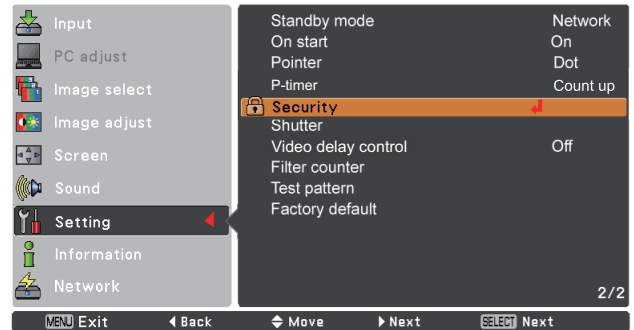 Input
PC adjust
Image select
Image adjust
Screen
Sound
Setting
Information
Network
Standby mode Network
On start On
Pointer Dot
P-timer Count up
Security
Shutter
Video delay control Off
Filter counter
Test pattern
Factory default
2/2
MENU Exit Back Move Next SELECT Next